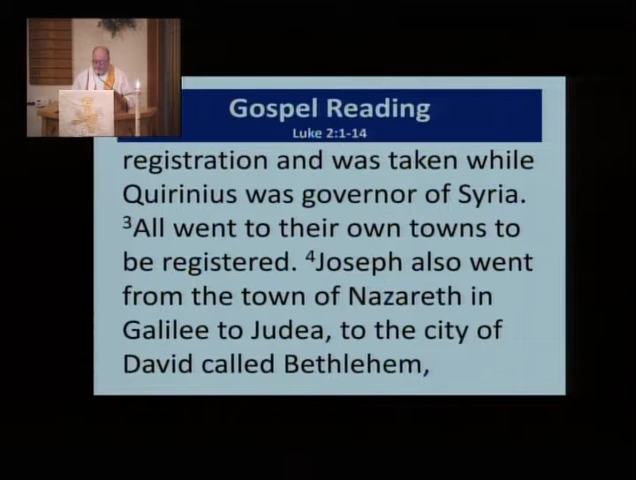 Gospel Reading
Luke 2:1-14
registration and was taken while
Quirinius was governor of Syria.
³All went to their own towns to
be registered. ⁴Joseph also went
from the town of Nazareth in
Galilee to Judea, to the city of
David called Bethlehem,